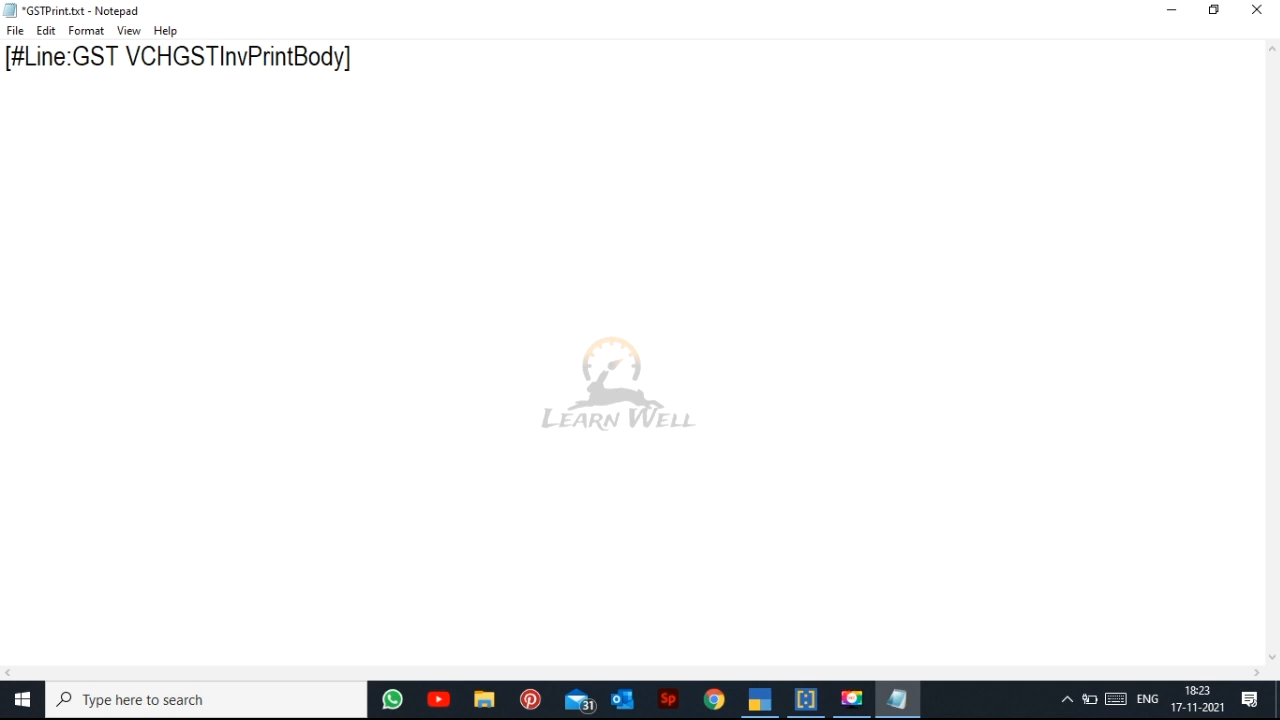 *GSTPrint.txt - Notepad
File Edit Format View Help
[#Line:GST VCHGSTInvPrintBody]
LEARN WELL
Type here to search
31
Sp
[:]
ENG
18:23
17-11-2021